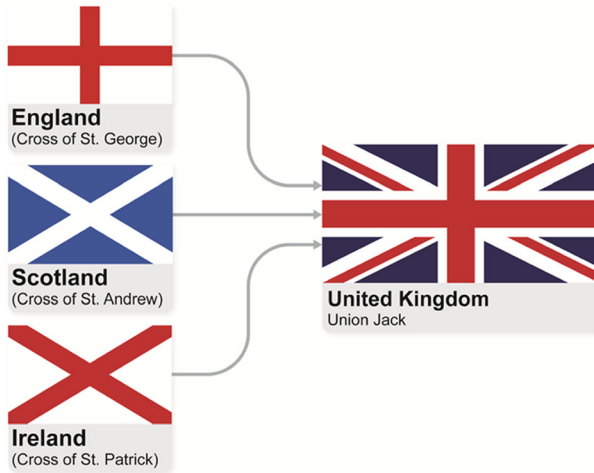 England
(Cross of St. George)
Scotland
(Cross of St. Andrew)
Ireland
(Cross of St. Patrick)
United Kingdom
Union Jack